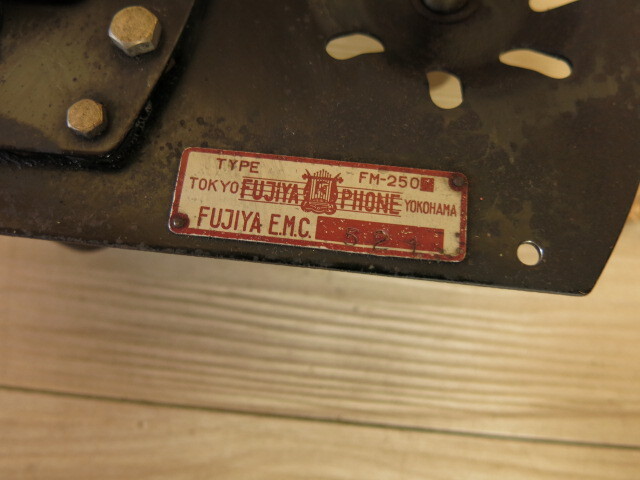 TYPE FM-250
TOKYO FUJIYA PHONE YOKOHAMA
FUJIYA E.M.C.